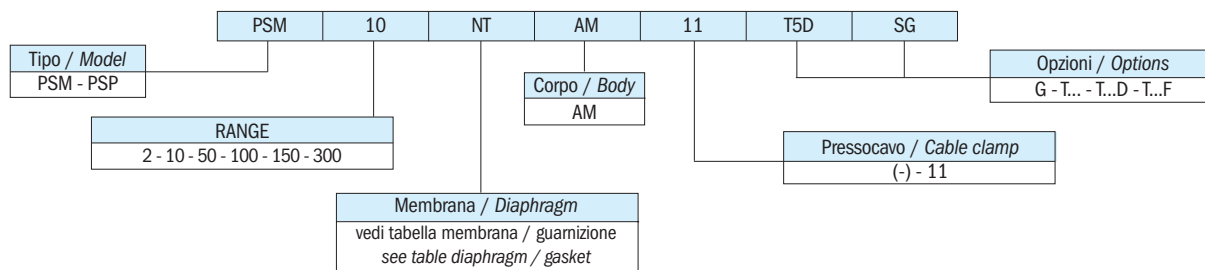 PSM 10 NT AM 11 T5D SG
Tipo / Model
PSM - PSP
Opzioni / Options
G - T... - T...D - T...F
Corpo / Body
AM
RANGE
2 - 10 - 50 - 100 - 150 - 300
Pressocavo / Cable clamp
(-) - 11
Membrana / Diaphragm
vedi tabella membrana / guarnizione
see table diaphragm / gasket